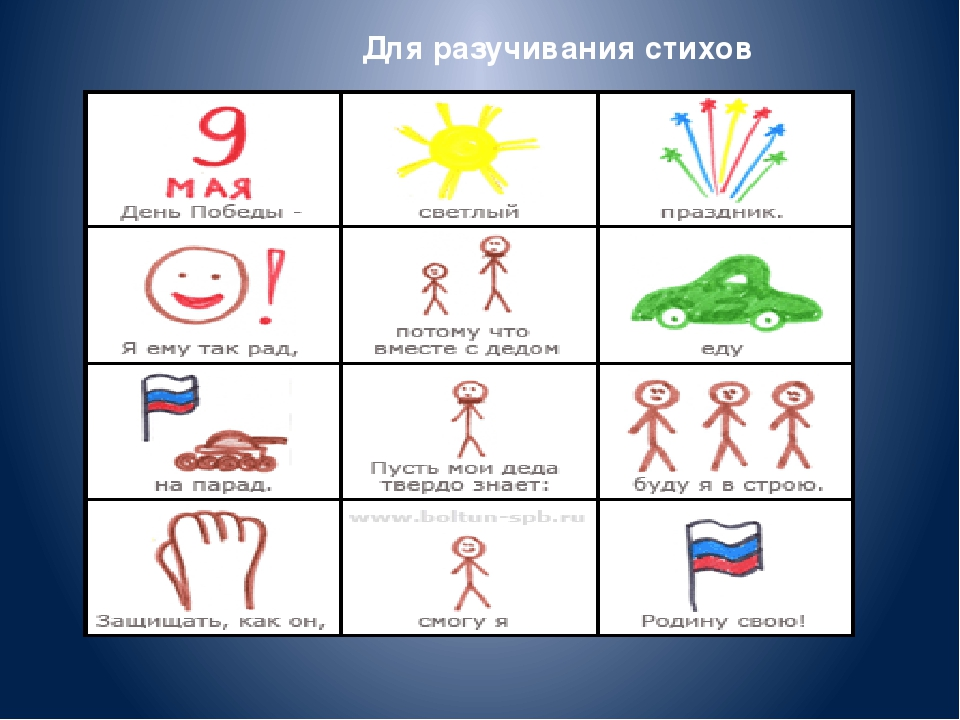 Для разучивания стихов
9
МАЯ
День Победы -
светлый
праздник.
Я ему так рад,
потому что
вместе с дедом
еду
на парад.
Пусть мои деда
твердо знает:
буду я в строю.
Защищать, как он,
www.boltun-spb.ru
смогу я
Родину свою!